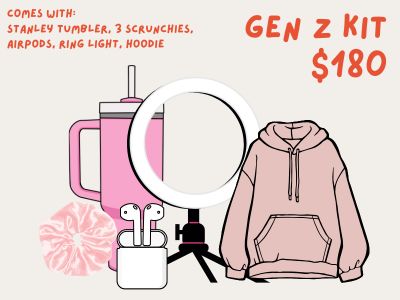 COMES WITH:
STANLEY TUMBLER, 3 SCRUNCHIES,
AIRPODS, RING LIGHT, HOODIE
GEN Z KIT
$180